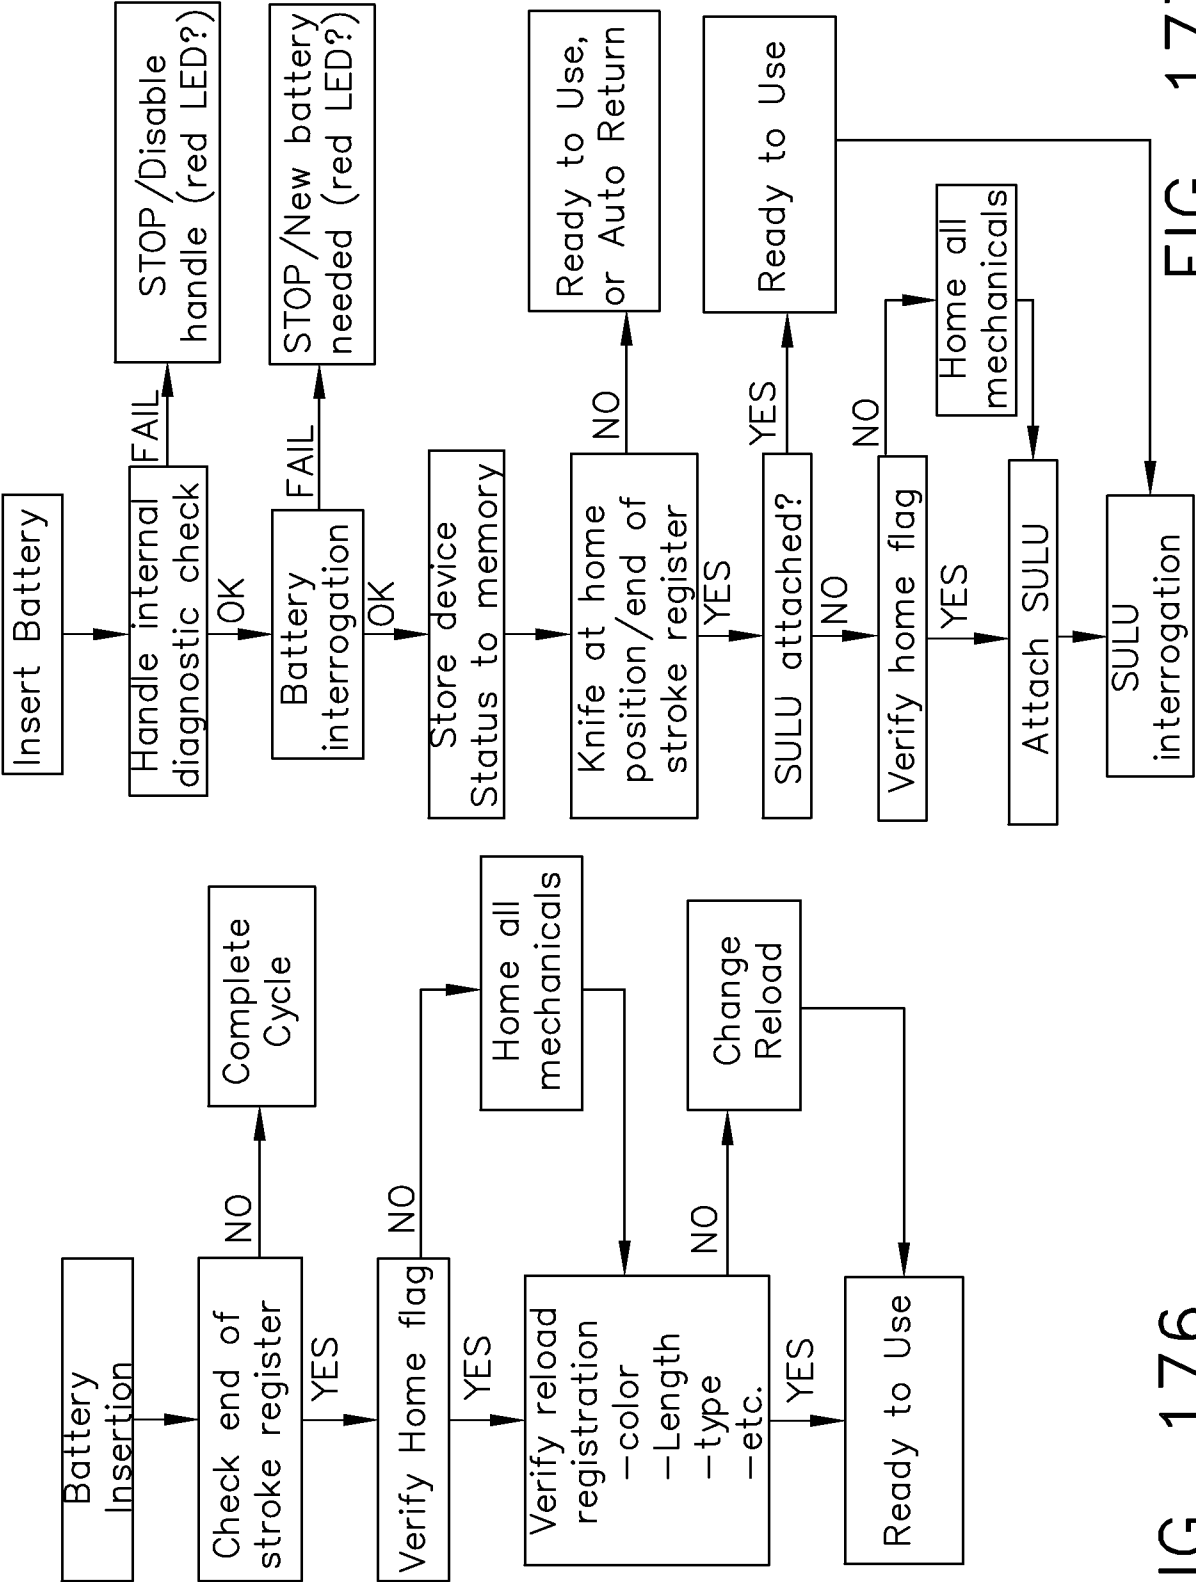 Battery
Insertion
Check end of
stroke register
NO
Complete
Cycle
YES
Verify Home flag
NO
Home all
mechanicals
YES
Verify reload
registration
-color
-Length
-type
-etc.
NO
Change
Reload
YES
Ready to Use
IG. 176
Insert Battery
Handle internal
diagnostic check
FAIL
STOP/Disable
handle (red LED?)
OK
Battery
interrogation
FAIL
STOP/New battery
needed (red LED?)
OK
Store device
Status to memory
Knife at home
position/end of
stroke register
NO
Ready to Use,
or Auto Return
YES
SULU attached?
YES
Ready to Use
NO
Verify home flag
NO
Home all
mechanicals
YES
Attach SULU
SULU
interrogation
FIG. 17